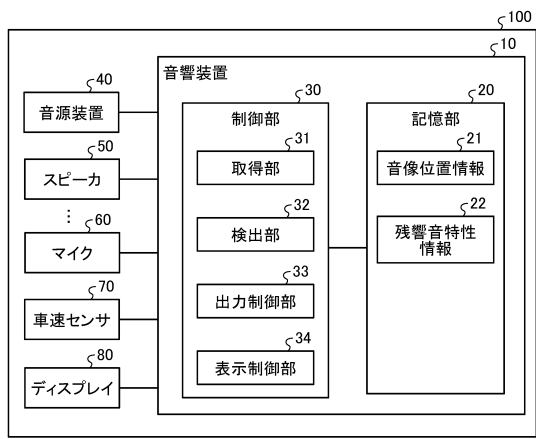 100
10
音響装置
40
音源装置
50
スピーカ
⋮
60
マイク
70
車速センサ
80
ディスプレイ
30
制御部
31
取得部
32
検出部
33
出力制御部
34
表示制御部
20
記憶部
21
音像位置情報
22
残響音特性
情報